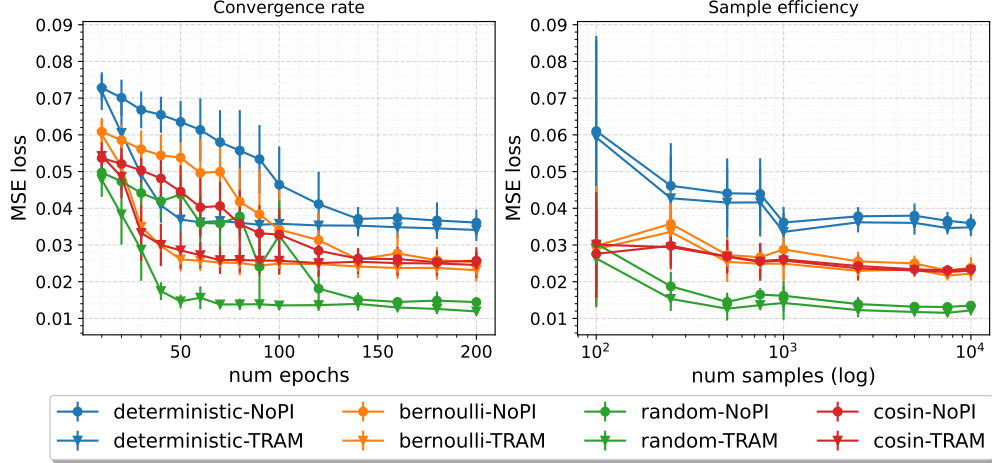 Convergence rate
Sample efficiency
0.09
0.08
0.07
0.06
0.05
0.04
0.03
0.02
0.01
MSE loss
50
100
150
200
num epochs
0.09
0.08
0.07
0.06
0.05
0.04
0.03
0.02
0.01
MSE loss
10²
10³
10⁴
num samples (log)
deterministic-NoPI
bernoulli-NoPI
random-NoPI
cosin-NoPI
deterministic-TRAM
bernoulli-TRAM
random-TRAM
cosin-TRAM